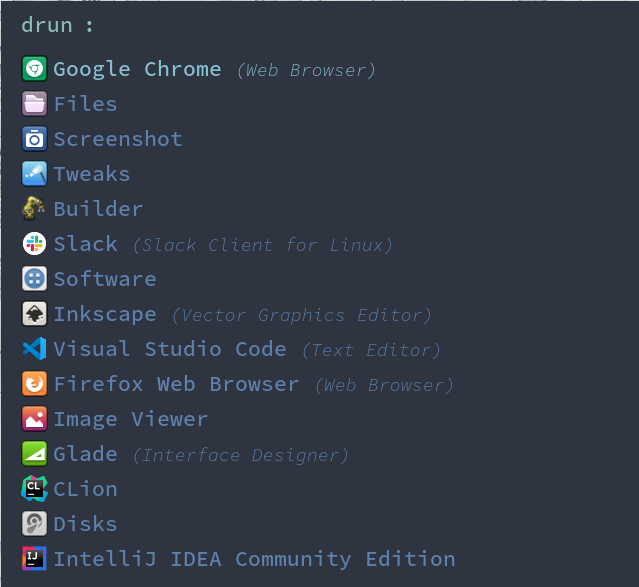 drun :
Google Chrome (Web Browser)
Files
Screenshot
Tweaks
Builder
Slack (Slack Client for Linux)
Software
Inkscape (Vector Graphics Editor)
Visual Studio Code (Text Editor)
Firefox Web Browser (Web Browser)
Image Viewer
Glade (Interface Designer)
CL CLion
Disks
IJ IntelliJ IDEA Community Edition